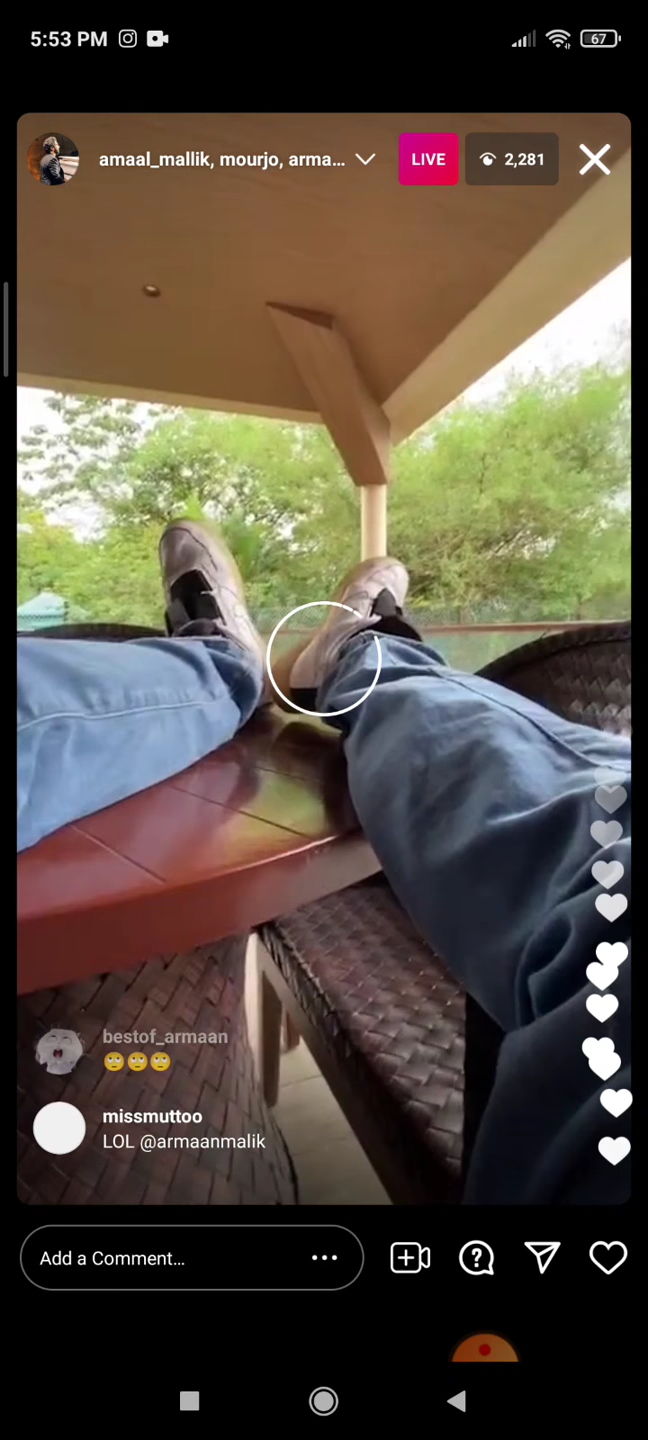 5:53 PM 67
amaal_mallik, mourjo, arma... LIVE 2,281
bestof_armaan
🙄🙄🙄
missmuttoo
LOL @armaanmalik
Add a Comment...